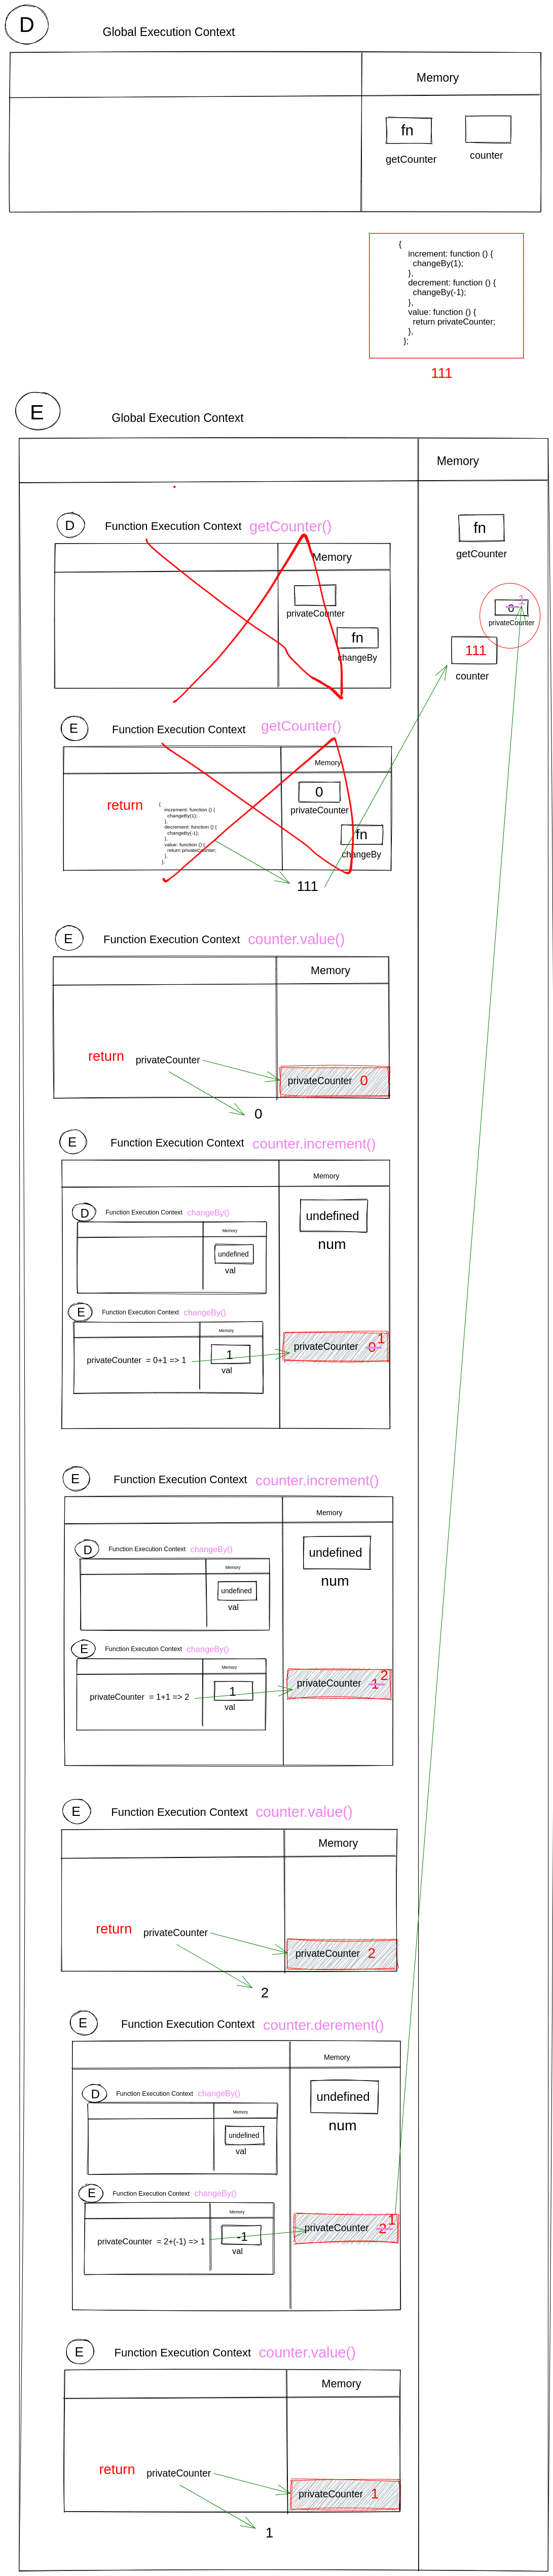 D
Global Execution Context
Memory
fn
getCounter
counter
{
increment: function () {
changeBy(1);
},
decrement: function () {
changeBy(-1);
},
value: function () {
return privateCounter;
},
};
111
E
Global Execution Context
Memory
fn
getCounter
D
Function Execution Context getCounter()
Memory
privateCounter
fn
changeBy
0 1
privateCounter
111
counter
E
Function Execution Context getCounter()
Memory
return
{
increment: function () {
changeBy(1);
},
decrement: function () {
changeBy(-1);
},
value: function () {
return privateCounter;
},
};
0
privateCounter
fn
changeBy
111
E
Function Execution Context counter.value()
Memory
return privateCounter
privateCounter 0
0
E
Function Execution Context counter.increment()
Memory
undefined
num
D
Function Execution Context changeBy()
Memory
undefined
val
E
Function Execution Context changeBy()
Memory
privateCounter = 0+1 => 1
1
val
privateCounter 0 1
E
Function Execution Context counter.increment()
Memory
undefined
num
D
Function Execution Context changeBy()
Memory
undefined
val
E
Function Execution Context changeBy()
Memory
privateCounter = 1+1 => 2
1
val
privateCounter 1 2
E
Function Execution Context counter.value()
Memory
return privateCounter
privateCounter 2
2
E
Function Execution Context counter.derement()
Memory
undefined
num
D
Function Execution Context changeBy()
Memory
undefined
val
E
Function Execution Context changeBy()
Memory
privateCounter = 2+(-1) => 1
-1
val
privateCounter 2 1
E
Function Execution Context counter.value()
Memory
return privateCounter
privateCounter 1
1